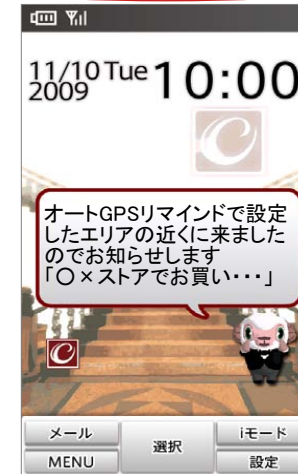 11/10 Tue 10:00
2009
オートGPSリマインドで設定
したエリアの近くに来ました
のでお知らせします
「〇×ストアでお買い・・・」
メール
選択
iモード
MENU
設定